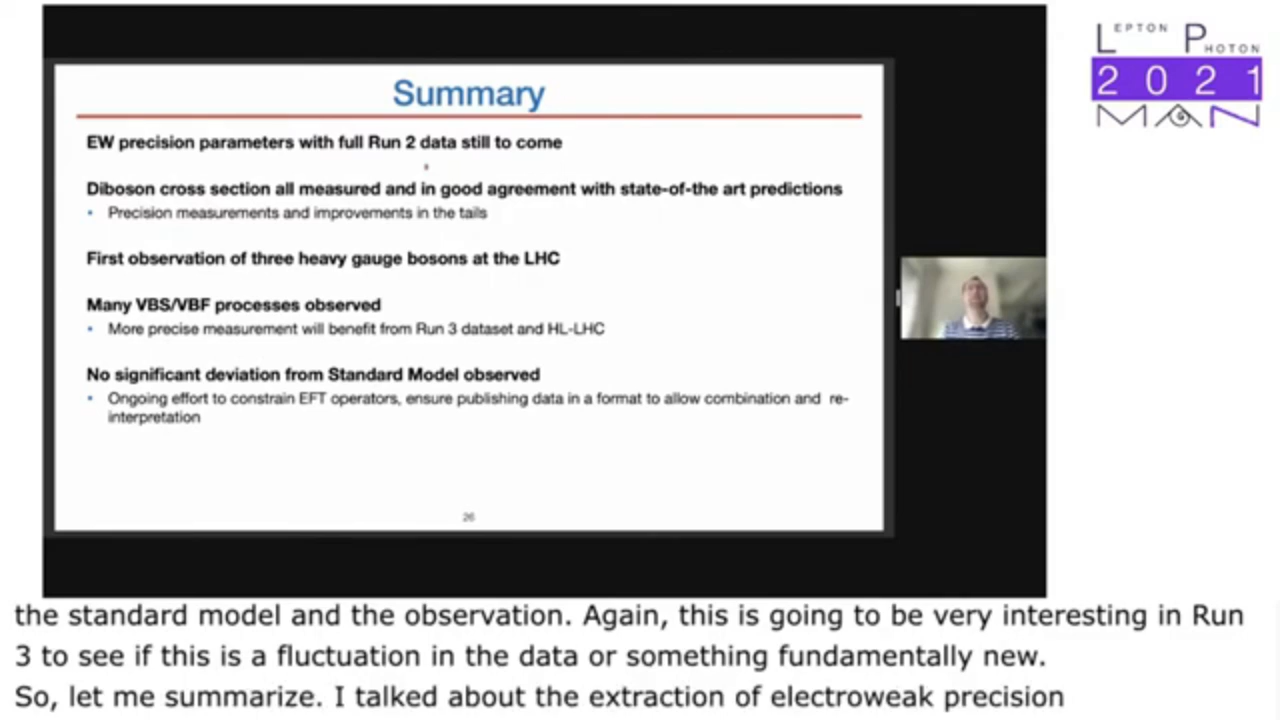 LEPTON PHOTON
2021
MAN
Summary
EW precision parameters with full Run 2 data still to come
Diboson cross section all measured and in good agreement with state-of-the art predictions
• Precision measurements and improvements in the tails
First observation of three heavy gauge bosons at the LHC
Many VBS/VBF processes observed
• More precise measurement will benefit from Run 3 dataset and HL-LHC
No significant deviation from Standard Model observed
• Ongoing effort to constrain EFT operators, ensure publishing data in a format to allow combination and re-
interpretation
26
the standard model and the observation. Again, this is going to be very interesting in Run
3 to see if this is a fluctuation in the data or something fundamentally new.
So, let me summarize. I talked about the extraction of electroweak precision